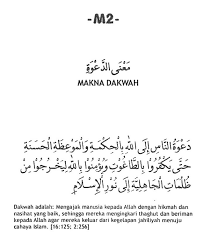 -M2-
مَعْنَى الدَّعْوَةِ
MAKNA DAKWAH
دَعْوَةُ النَّاسِ إِلَى اللَّهِ بِالْحِكْمَةِ وَالْمَوْعِظَةِ الْحَسَنَةِ
حَتَّى يَكْفُرُوا بِالطَّاغُوتِ وَيُؤْمِنُوا بِاللَّهِ لِيَخْرُجُوا مِنْ
ظُلُمَاتِ الْجَاهِلِيَّةِ إِلَى نُورِ الْإِسْلَامِ
Dakwah adalah: Mengajak manusia kepada Allah dengan hikmah dan
nasihat yang baik, sehingga mereka mengingkari thaghut dan beriman
kepada Allah agar mereka keluar dari kegelapan jahiliyah menuju
cahaya Islam. [16:125; 2:256]